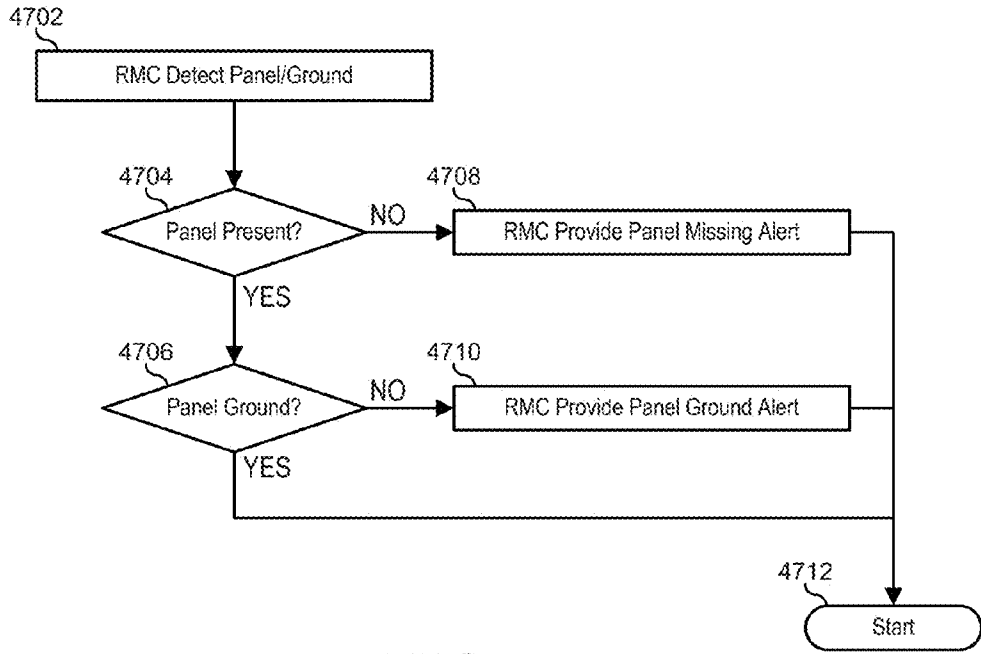 4702
RMC Detect Panel/Ground
4704
Panel Present?
NO
4708
RMC Provide Panel Missing Alert
YES
4706
Panel Ground?
NO
4710
RMC Provide Panel Ground Alert
YES
4712
Start